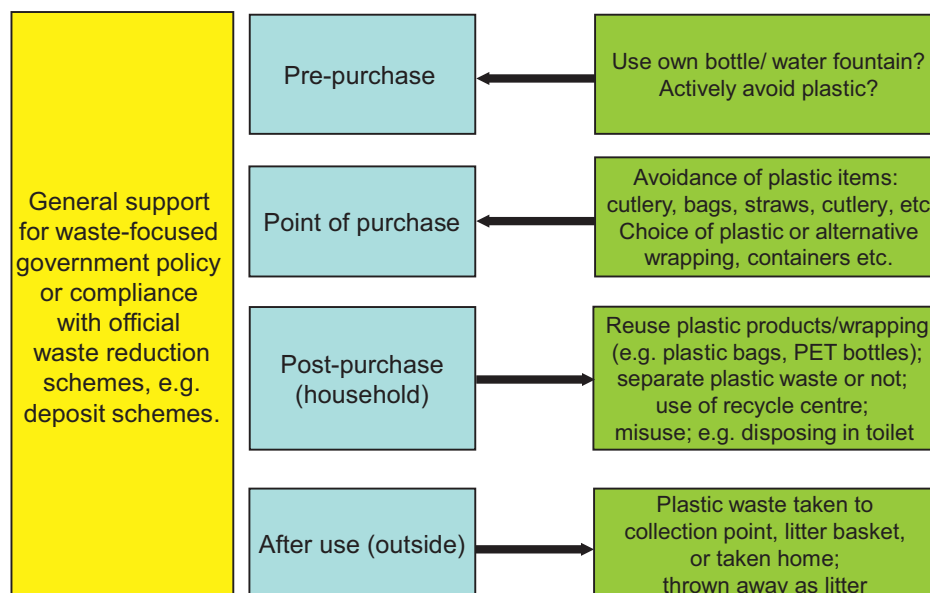 General support
for waste-focused
government policy
or compliance
with official
waste reduction
schemes, e.g.
deposit schemes.
Pre-purchase
Use own bottle/ water fountain?
Actively avoid plastic?
Point of purchase
Avoidance of plastic items:
cutlery, bags, straws, cutlery, etc
Choice of plastic or alternative
wrapping, containers etc.
Post-purchase
(household)
Reuse plastic products/wrapping
(e.g. plastic bags, PET bottles);
separate plastic waste or not;
use of recycle centre;
misuse; e.g. disposing in toilet
After use (outside)
Plastic waste taken to
collection point, litter basket,
or taken home;
thrown away as litter